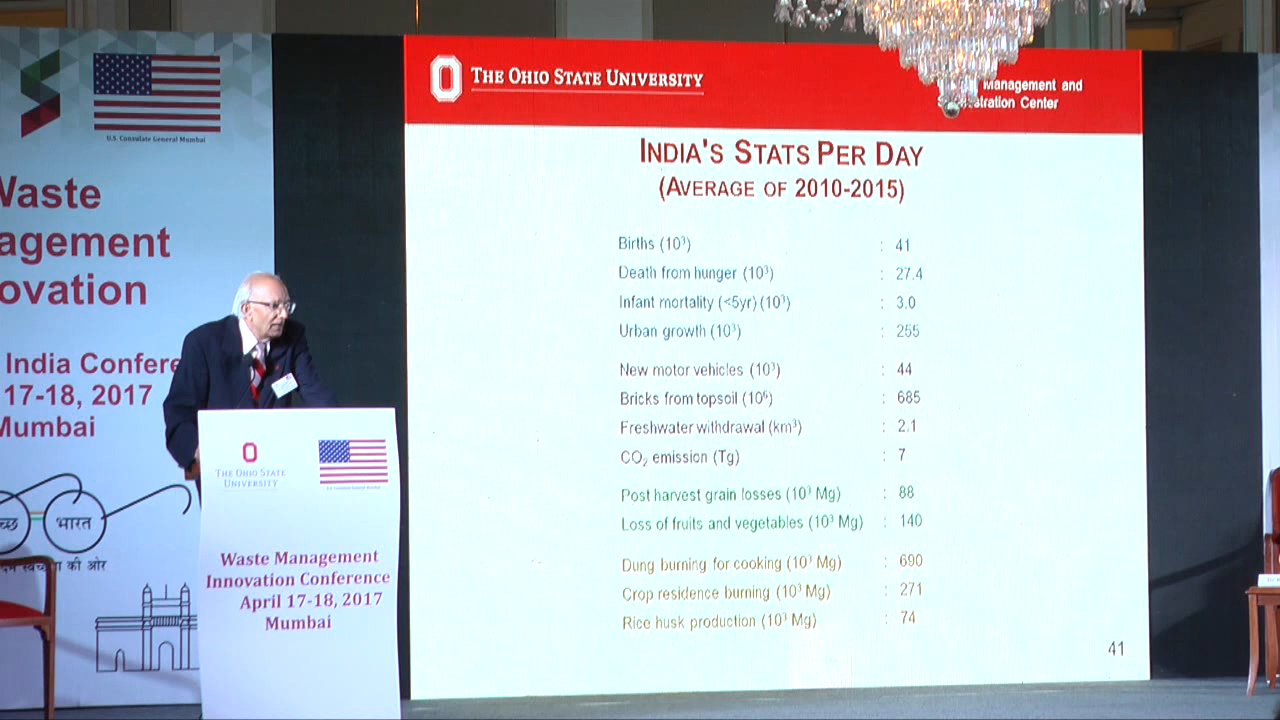 U.S. Consulate General Mumbai
Waste
agement
ovation
India Confere
17-18, 2017
Mumbai
च्छ भारत
की ओर
THE OHIO STATE UNIVERSITY
Management and
Center
INDIA'S STATS PER DAY
(AVERAGE OF 2010-2015)
Births (10³) : 41
Death from hunger (10³) : 27.4
Infant mortality (<5yr) (10³) : 3.0
Urban growth (10³) : 255
New motor vehicles (10³) : 44
Bricks from topsoil (10⁶) : 685
Freshwater withdrawal (km³) : 2.1
CO₂ emission (Tg) : 7
Post harvest grain losses (10³ Mg) : 88
Loss of fruits and vegetables (10³ Mg) : 140
Dung burning for cooking (10³ Mg) : 690
Crop residence burning (10³ Mg) : 271
Rice husk production (10³ Mg) : 74
41
THE OHIO STATE
UNIVERSITY
Waste Management
Innovation Conference
April 17-18, 2017
Mumbai